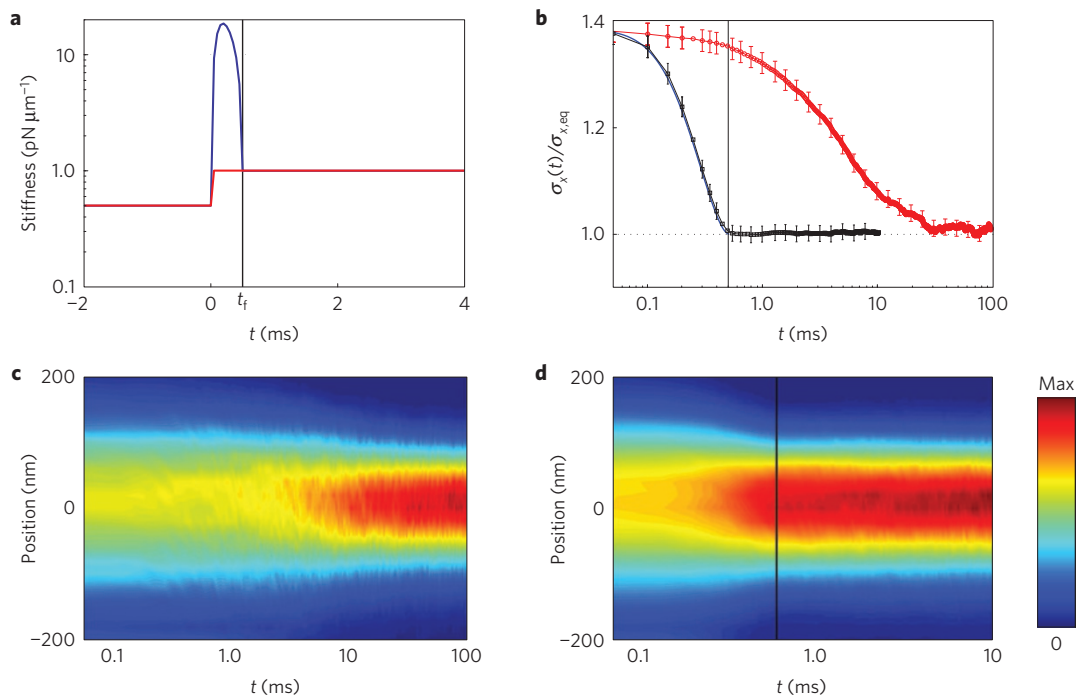 a
Stiffness (pN μm⁻¹)
10
1.0
0.1
−2
0
t_f
2
4
t (ms)
b
σ_x(t)/σ_x,eq
1.4
1.2
1.0
0.1
1.0
10
100
t (ms)
c
Position (nm)
200
0
−200
0.1
1.0
10
100
t (ms)
d
Position (nm)
200
0
−200
0.1
1.0
10
t (ms)
Max
0